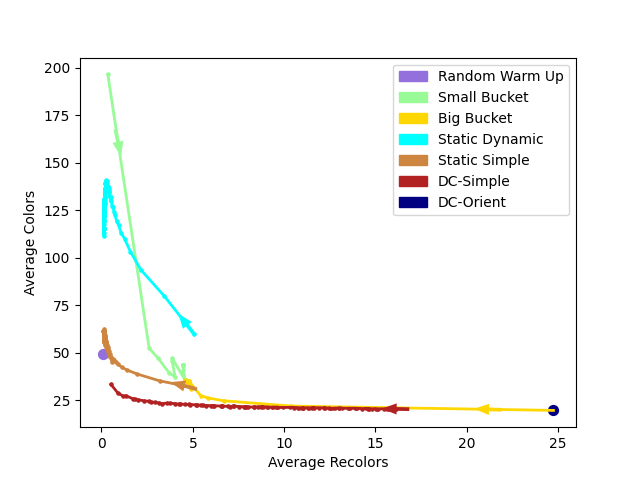 200
175
150
125
100
75
50
25
Average Colors
0 5 10 15 20 25
Average Recolors
Random Warm Up
Small Bucket
Big Bucket
Static Dynamic
Static Simple
DC-Simple
DC-Orient